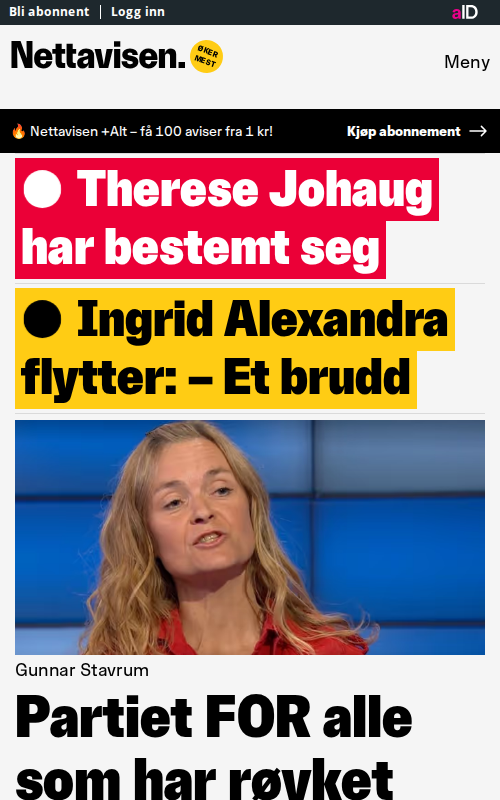 Bli abonnent Logg inn aID
Nettavisen. ØKER MEST
Meny
Nettavisen +Alt – få 100 aviser fra 1 kr! Kjøp abonnement
Therese Johaug
har bestemt seg
Ingrid Alexandra
flytter: – Et brudd
Gunnar Stavrum
Partiet FOR alle
som har røyket